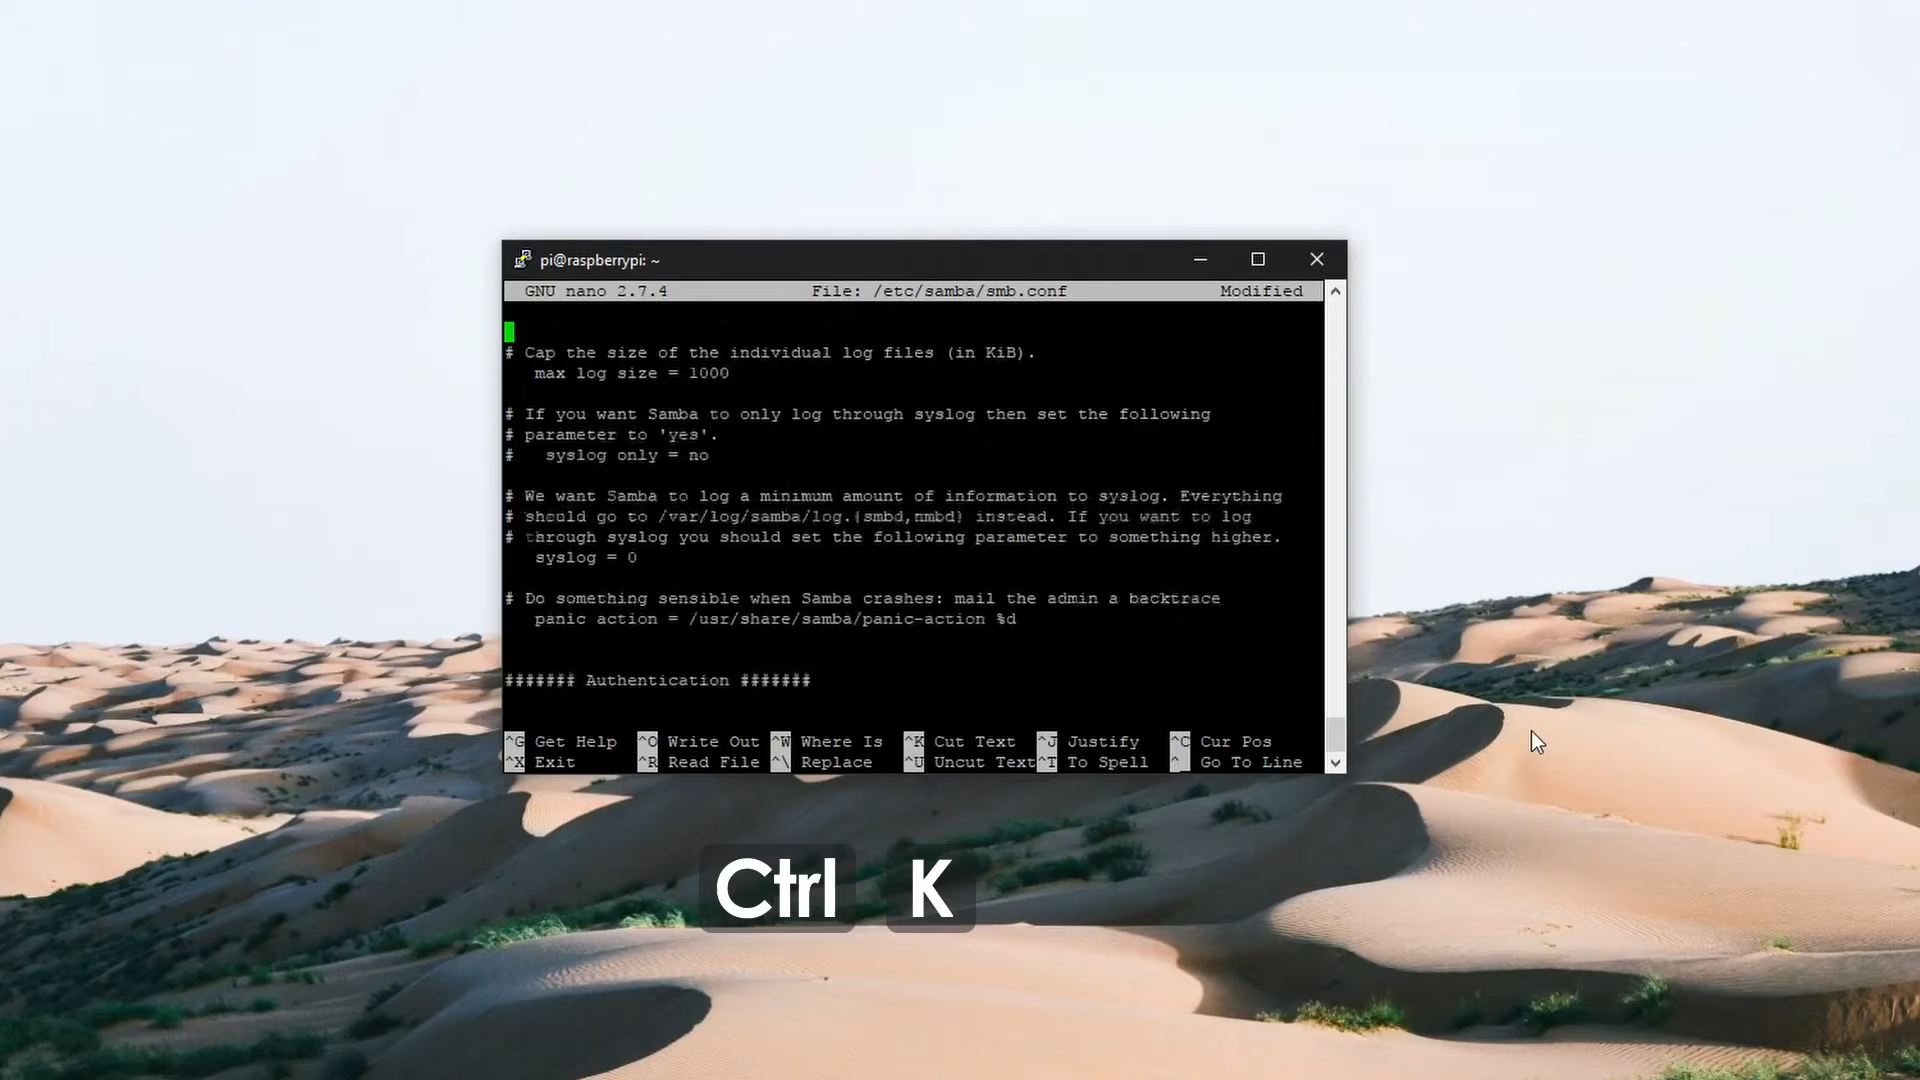 pi@raspberrypi: ~
GNU nano 2.7.4 File: /etc/samba/smb.conf Modified
# Cap the size of the individual log files (in KiB).
max log size = 1000
# If you want Samba to only log through syslog then set the following
# parameter to 'yes'.
# syslog only = no
# We want Samba to log a minimum amount of information to syslog. Everything
# should go to /var/log/samba/log.{smbd,nmbd} instead. If you want to log
# through syslog you should set the following parameter to something higher.
syslog = 0
# Do something sensible when Samba crashes: mail the admin a backtrace
panic action = /usr/share/samba/panic-action %d
####### Authentication #######
^G Get Help ^O Write Out ^W Where Is ^K Cut Text ^J Justify ^C Cur Pos
^X Exit ^R Read File ^\ Replace ^U Uncut Text ^T To Spell ^_ Go To Line
Ctrl K